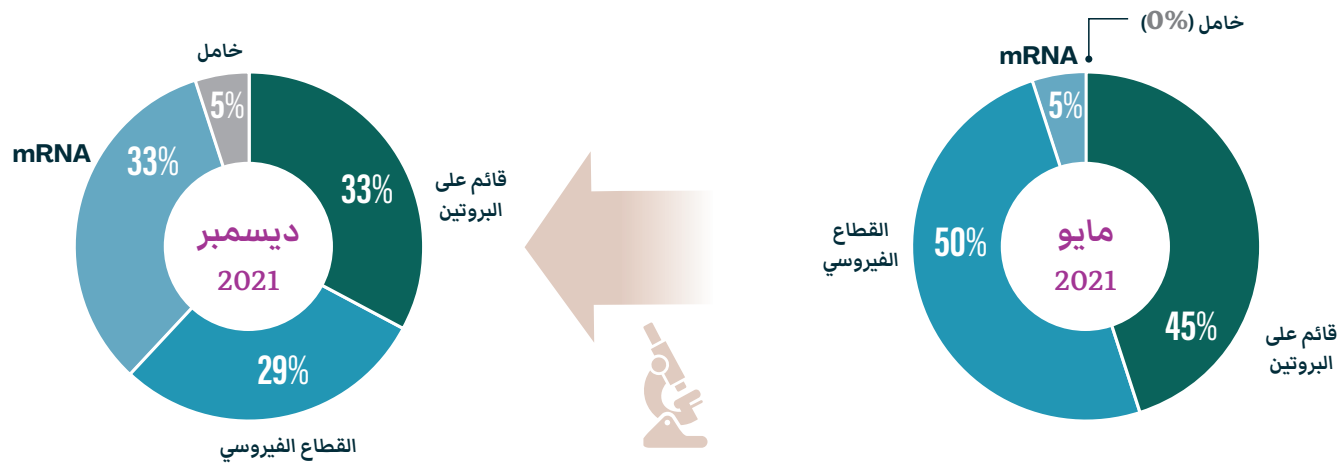 خامل (0%)
mRNA
5%
القطاع
الفيروسي
50%
مايو
2021
45%
قائم على
البروتين
خامل
5%
mRNA
33%
33%
قائم على
البروتين
ديسمبر
2021
29%
القطاع الفيروسي